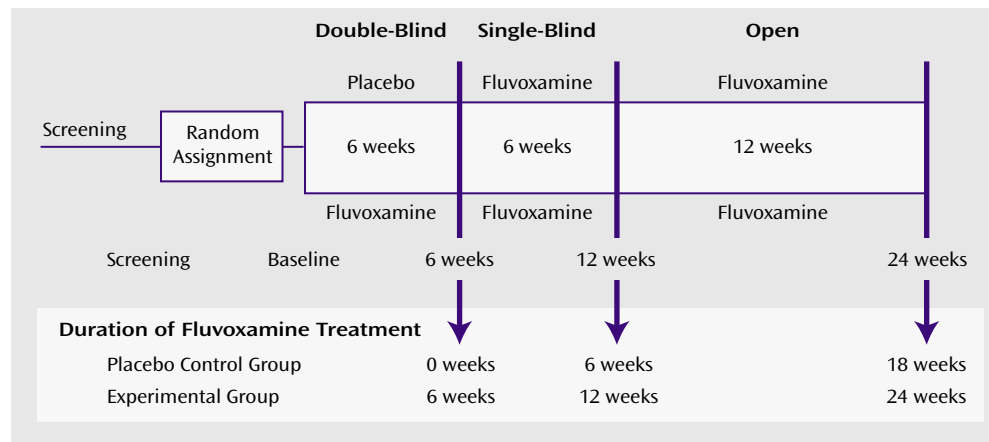 Double-Blind Single-Blind Open
Placebo Fluvoxamine Fluvoxamine
Screening
Random
Assignment
6 weeks 6 weeks 12 weeks
Fluvoxamine Fluvoxamine Fluvoxamine
Screening Baseline 6 weeks 12 weeks 24 weeks
Duration of Fluvoxamine Treatment
Placebo Control Group 0 weeks 6 weeks 18 weeks
Experimental Group 6 weeks 12 weeks 24 weeks